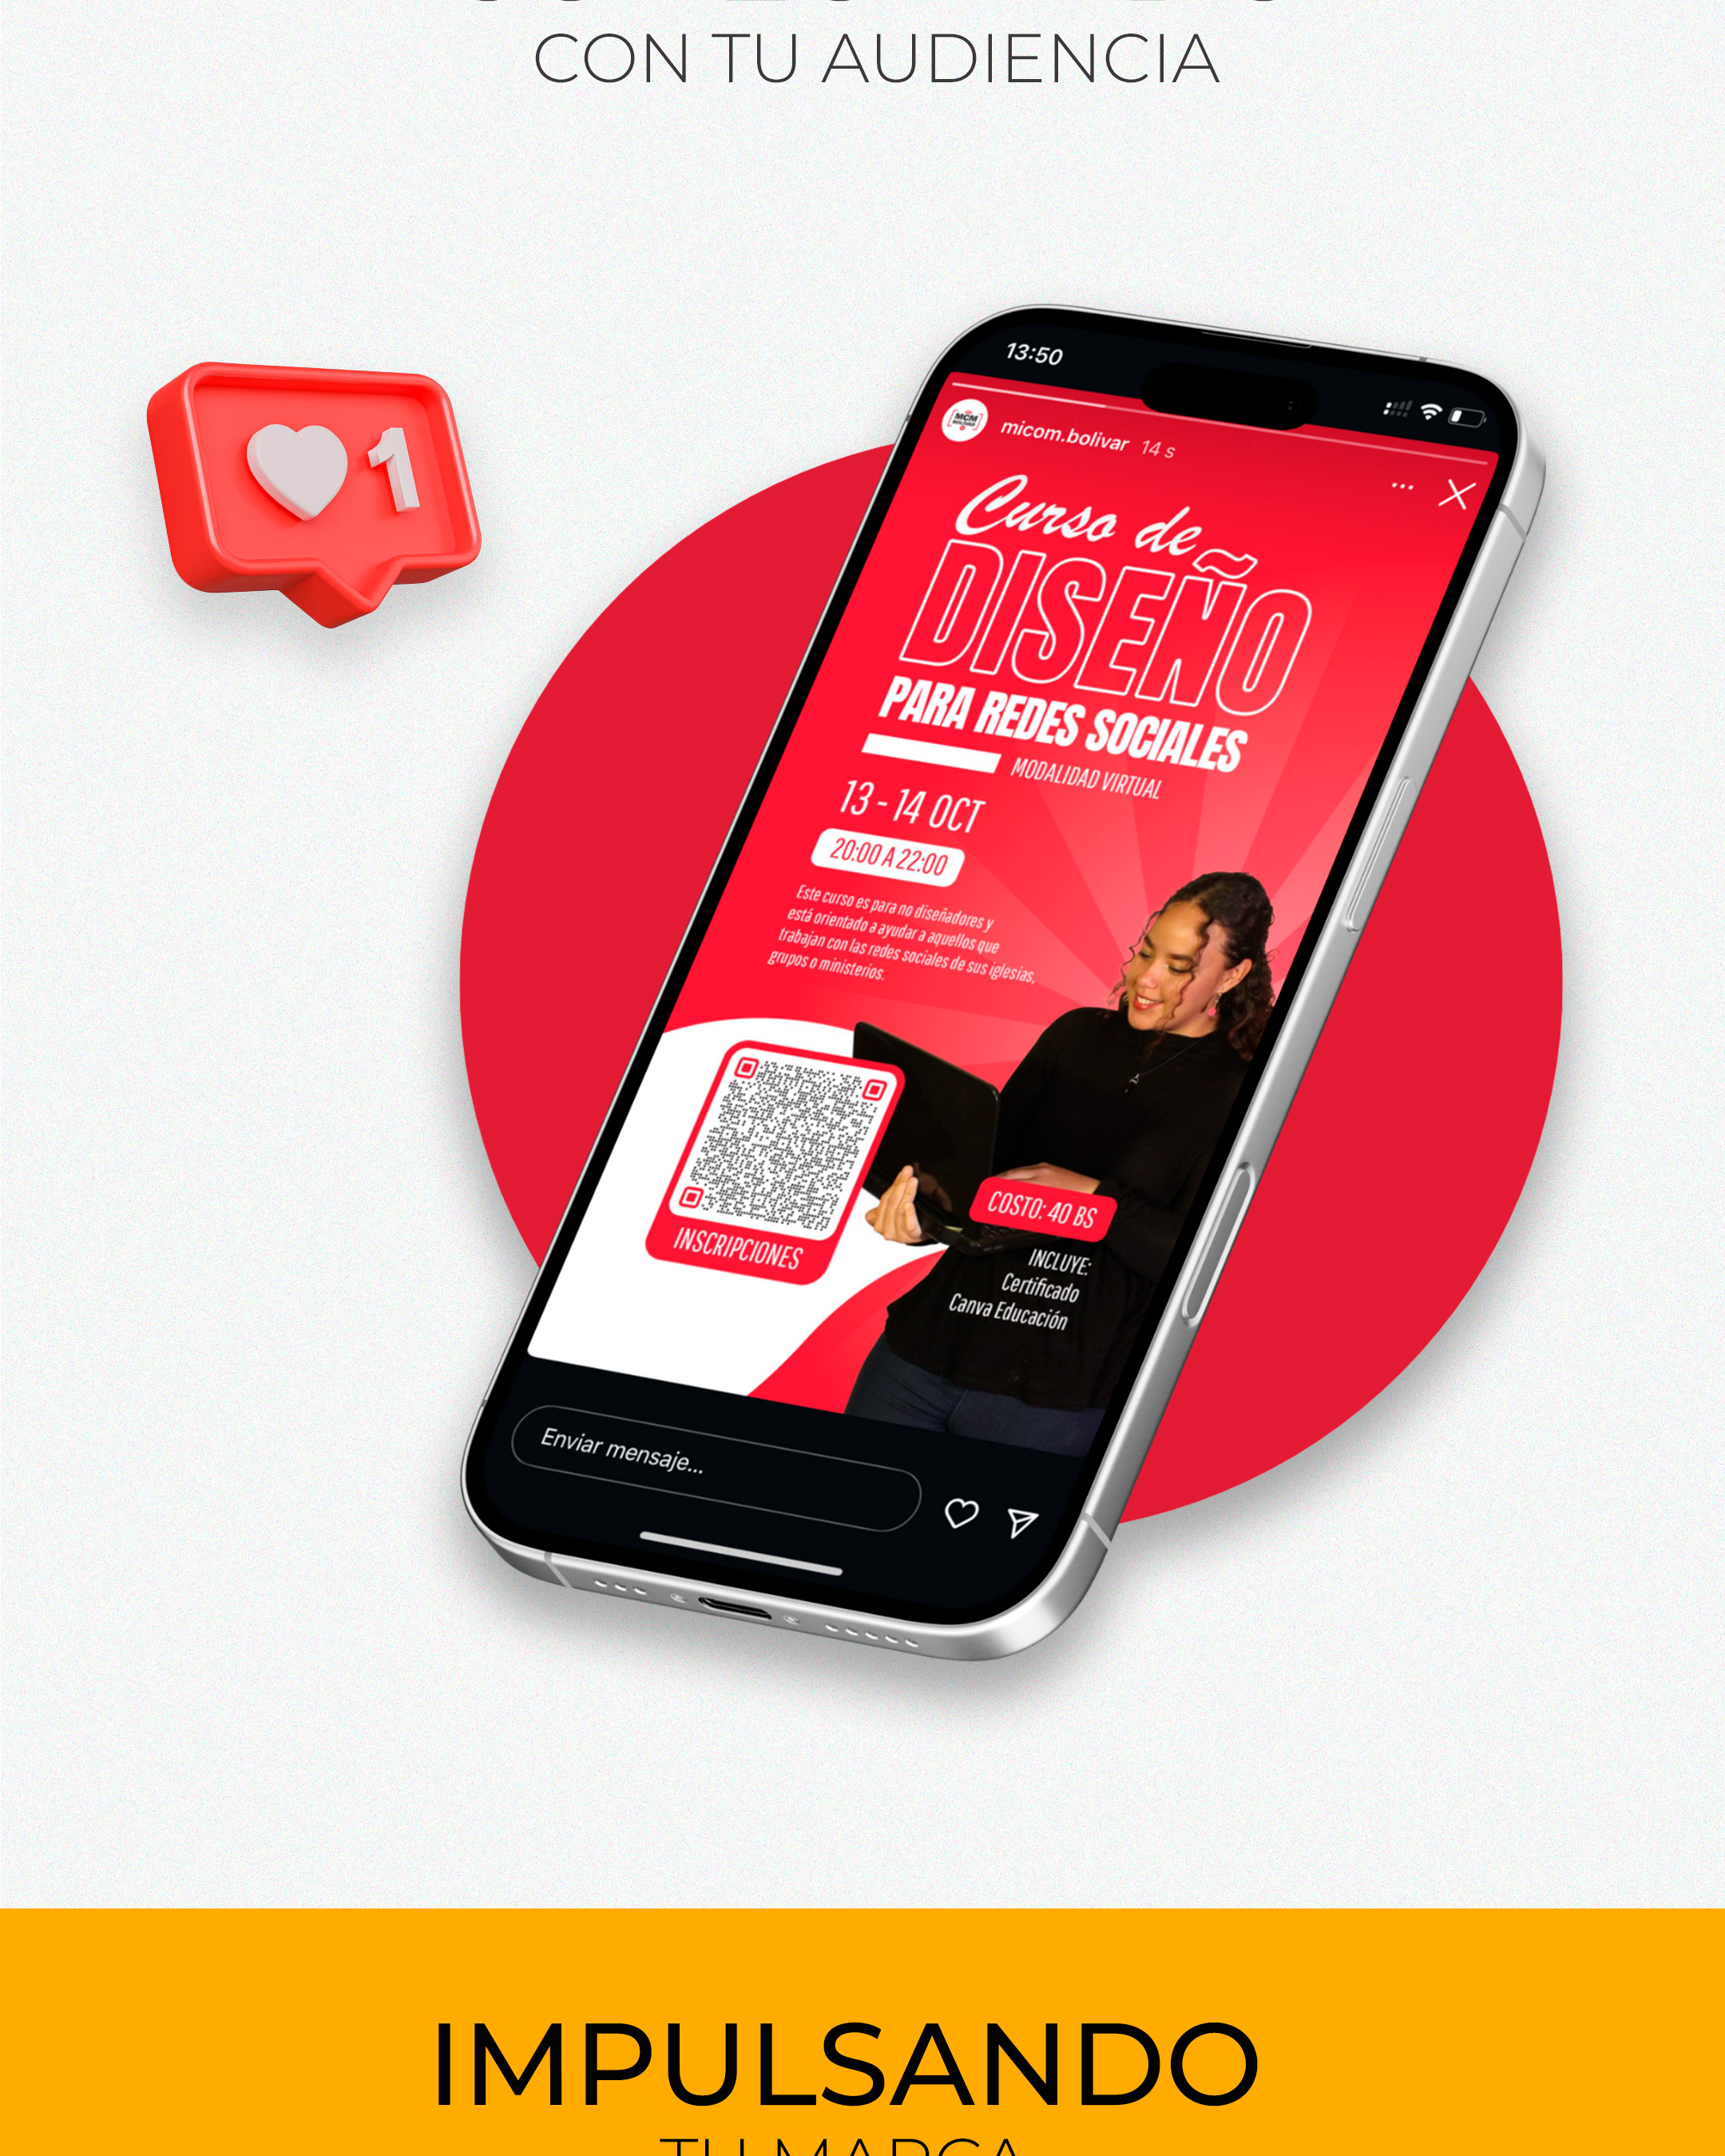 CON TU AUDIENCIA
1
13:50
MCM
BOLIVAR
micom.bolivar 14 s
Curso de
DISEÑO
PARA REDES SOCIALES
MODALIDAD VIRTUAL
13 - 14 OCT
20:00 A 22:00
Este curso es para no diseñadores y
está orientado a ayudar a aquellos que
trabajan con las redes sociales de sus iglesias,
grupos o ministerios.
INSCRIPCIONES
COSTO: 40 BS
INCLUYE:
Certificado
Canva Educación
Enviar mensaje...
IMPULSANDO
TU MARCA